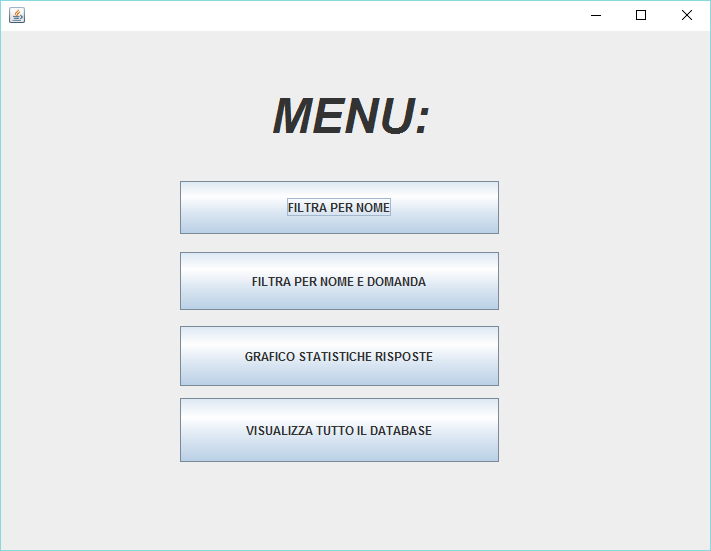 MENU:
FILTRA PER NOME
FILTRA PER NOME E DOMANDA
GRAFICO STATISTICHE RISPOSTE
VISUALIZZA TUTTO IL DATABASE